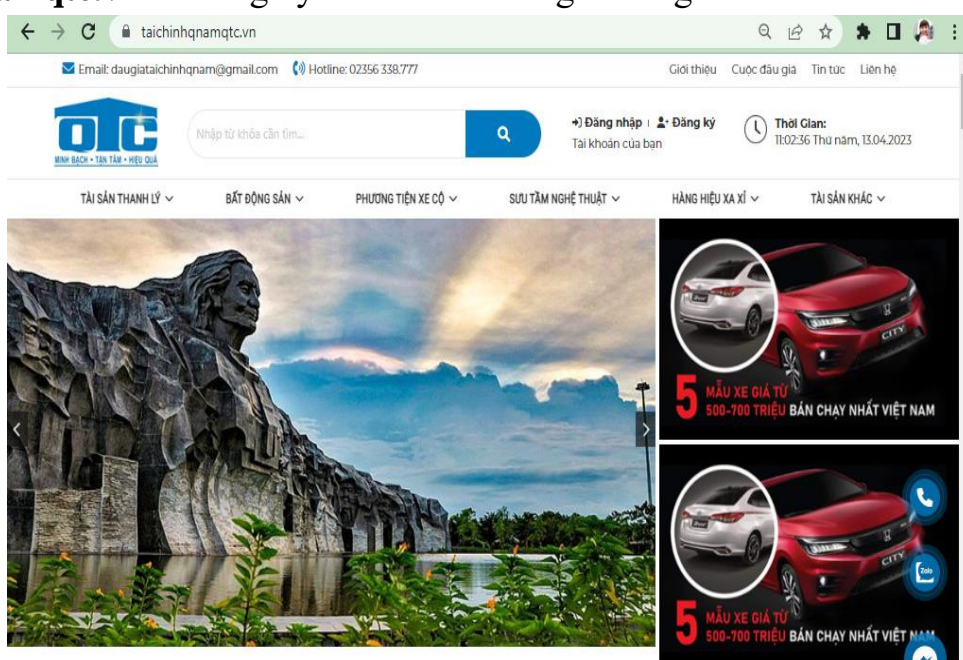 taichinhqnamqtc.vn
Email: daugiataichinhqnam@gmail.com Hotline: 02356 338.777 Giới thiệu Cuộc đấu giá Tin tức Liên hệ
QTC
MINH BẠCH • TẬN TÂM • HIỆU QUẢ
Nhập từ khóa cần tìm...
Đăng nhập | Đăng ký
Tài khoản của bạn
Thời Gian:
11:02:36 Thứ năm, 13.04.2023
TÀI SẢN THANH LÝ BẤT ĐỘNG SẢN PHƯƠNG TIỆN XE CỘ SƯU TẦM NGHỆ THUẬT HÀNG HIỆU XA XỈ TÀI SẢN KHÁC
CITY
5 MẪU XE GIÁ TỪ
500-700 TRIỆU BÁN CHẠY NHẤT VIỆT NAM
CITY
Zalo
5 MẪU XE GIÁ TỪ
500-700 TRIỆU BÁN CHẠY NHẤT VIỆT NAM